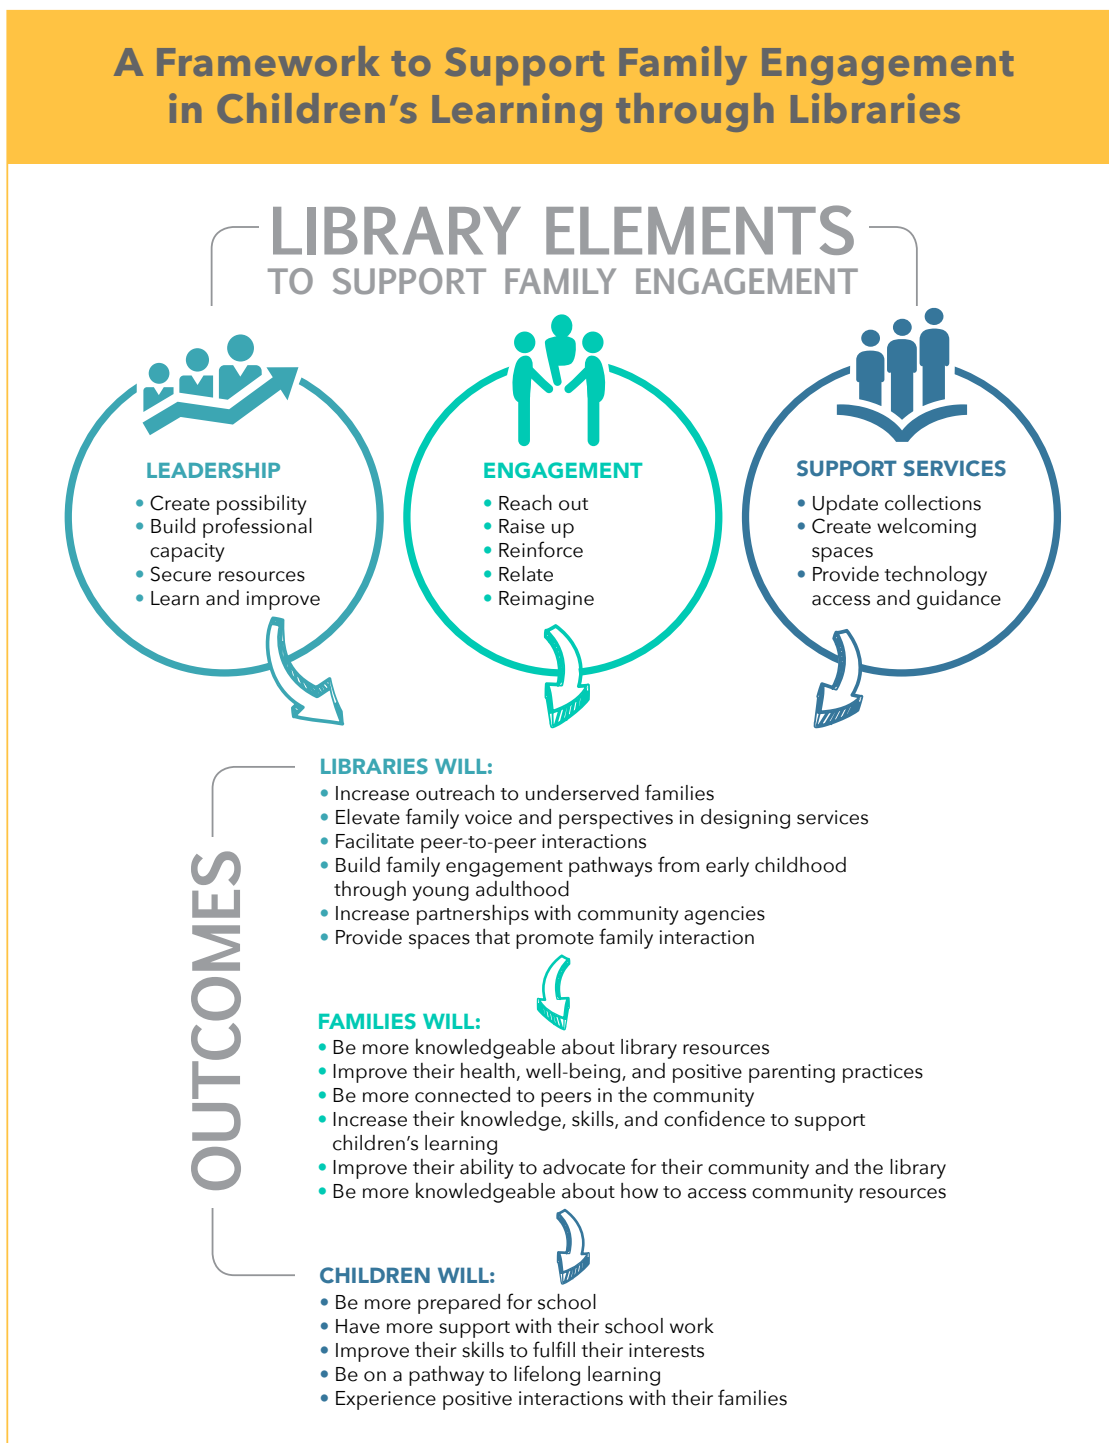 A Framework to Support Family Engagement
in Children's Learning through Libraries
LIBRARY ELEMENTS
TO SUPPORT FAMILY ENGAGEMENT
LEADERSHIP
• Create possibility
• Build professional
capacity
• Secure resources
• Learn and improve
ENGAGEMENT
• Reach out
• Raise up
• Reinforce
• Relate
• Reimagine
SUPPORT SERVICES
• Update collections
• Create welcoming
spaces
• Provide technology
access and guidance
OUTCOMES
LIBRARIES WILL:
• Increase outreach to underserved families
• Elevate family voice and perspectives in designing services
• Facilitate peer-to-peer interactions
• Build family engagement pathways from early childhood
through young adulthood
• Increase partnerships with community agencies
• Provide spaces that promote family interaction
FAMILIES WILL:
• Be more knowledgeable about library resources
• Improve their health, well-being, and positive parenting practices
• Be more connected to peers in the community
• Increase their knowledge, skills, and confidence to support
children's learning
• Improve their ability to advocate for their community and the library
• Be more knowledgeable about how to access community resources
CHILDREN WILL:
• Be more prepared for school
• Have more support with their school work
• Improve their skills to fulfill their interests
• Be on a pathway to lifelong learning
• Experience positive interactions with their families